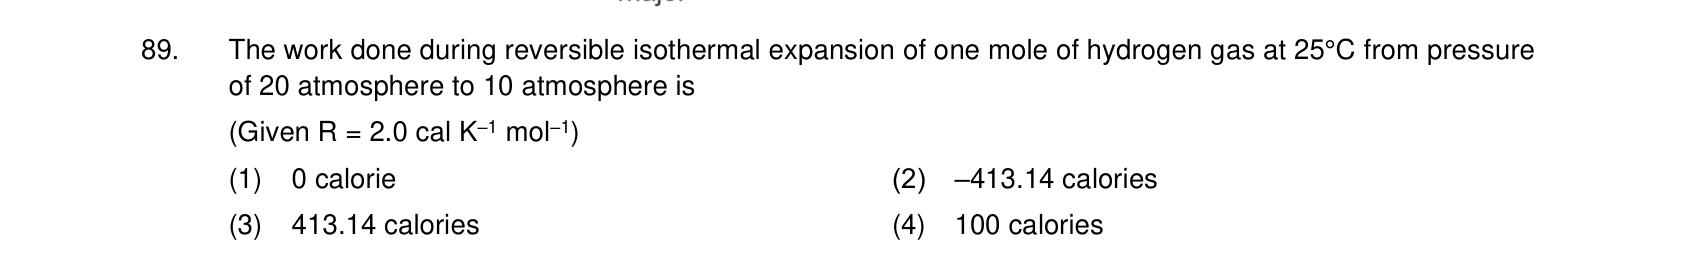 89. The work done during reversible isothermal expansion of one mole of hydrogen gas at 25°C from pressure
of 20 atmosphere to 10 atmosphere is
(Given R = 2.0 cal K⁻¹ mol⁻¹)
(1) 0 calorie (2) –413.14 calories
(3) 413.14 calories (4) 100 calories